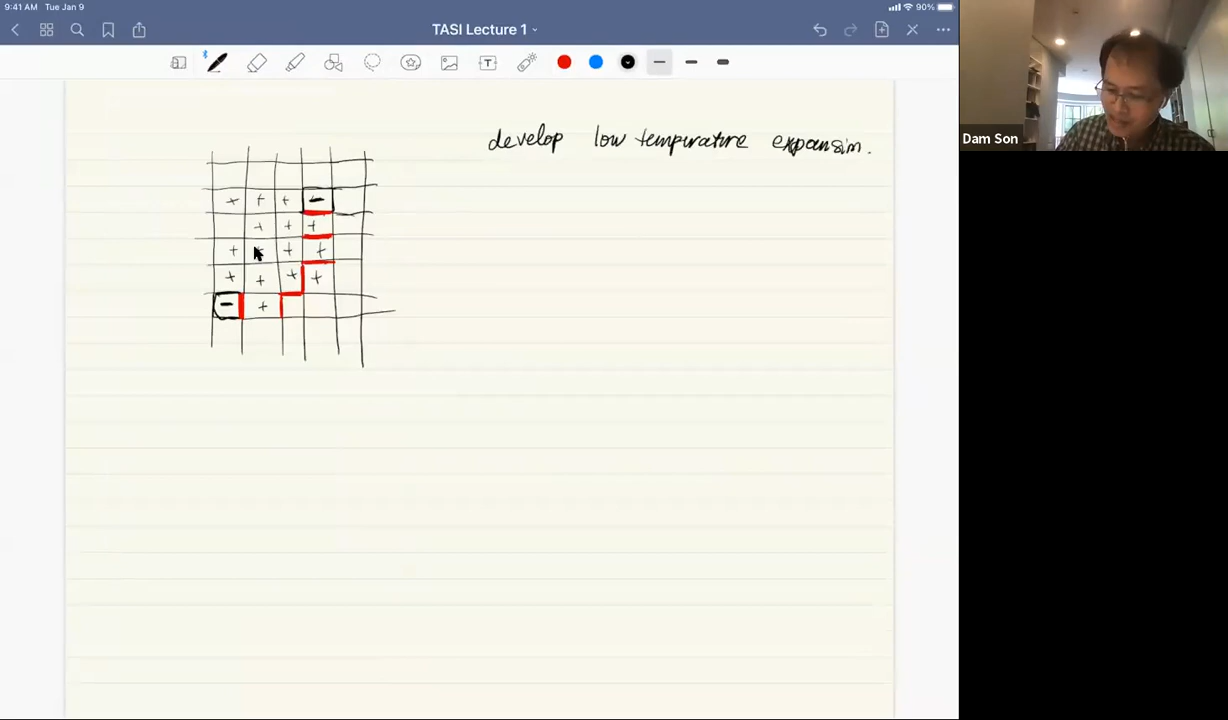 9:41 AM Tue Jan 9
90%
TASI Lecture 1
T
Dam Son
develop low temperature expansion.
+ + + -
+ + +
+ + + +
+ + + +
- +